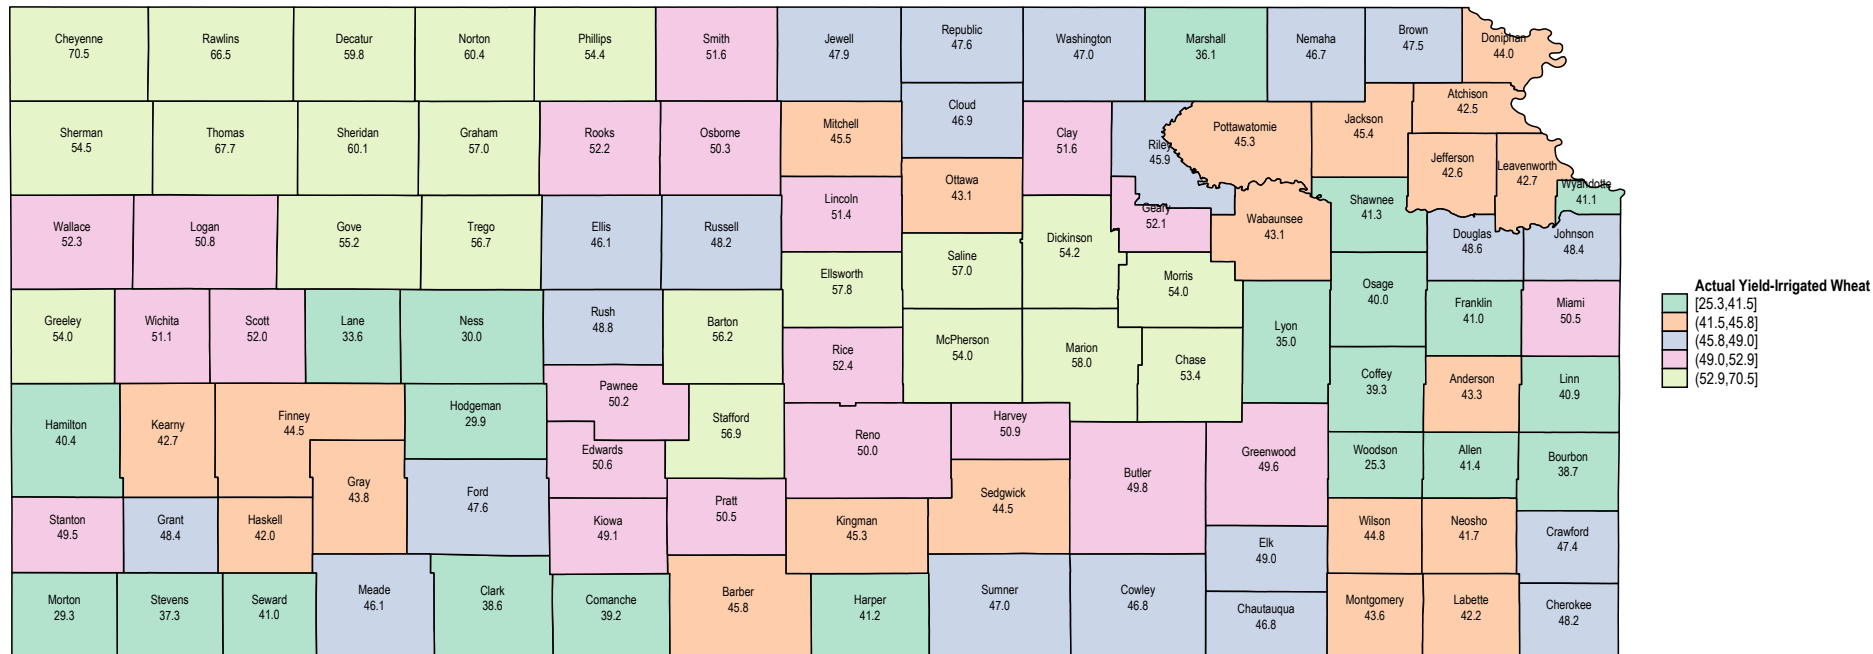 Cheyenne
70.5
Rawlins
66.5
Decatur
59.8
Norton
60.4
Phillips
54.4
Smith
51.6
Jewell
47.9
Republic
47.6
Washington
47.0
Marshall
36.1
Nemaha
46.7
Brown
47.5
Doniphan
44.0
Sherman
54.5
Thomas
67.7
Sheridan
60.1
Graham
57.0
Rooks
52.2
Osborne
50.3
Mitchell
45.5
Cloud
46.9
Clay
51.6
Riley
45.9
Pottawatomie
45.3
Jackson
45.4
Atchison
42.5
Jefferson
42.6
Leavenworth
42.7
Wyandotte
41.1
Wallace
52.3
Logan
50.8
Gove
55.2
Trego
56.7
Ellis
46.1
Russell
48.2
Lincoln
51.4
Ottawa
43.1
Dickinson
54.2
Geary
52.1
Wabaunsee
43.1
Shawnee
41.3
Douglas
48.6
Johnson
48.4
Ellsworth
57.8
Saline
57.0
Morris
54.0
Osage
40.0
Greeley
54.0
Wichita
51.1
Scott
52.0
Lane
33.6
Ness
30.0
Rush
48.8
Barton
56.2
Rice
52.4
McPherson
54.0
Marion
58.0
Chase
53.4
Lyon
35.0
Franklin
41.0
Miami
50.5
Coffey
39.3
Anderson
43.3
Linn
40.9
Hamilton
40.4
Kearny
42.7
Finney
44.5
Hodgeman
29.9
Pawnee
50.2
Stafford
56.9
Edwards
50.6
Reno
50.0
Harvey
50.9
Butler
49.8
Greenwood
49.6
Woodson
25.3
Allen
41.4
Bourbon
38.7
Gray
43.8
Ford
47.6
Pratt
50.5
Sedgwick
44.5
Stanton
49.5
Grant
48.4
Haskell
42.0
Kiowa
49.1
Kingman
45.3
Elk
49.0
Wilson
44.8
Neosho
41.7
Crawford
47.4
Morton
29.3
Stevens
37.3
Seward
41.0
Meade
46.1
Clark
38.6
Comanche
39.2
Barber
45.8
Harper
41.2
Sumner
47.0
Cowley
46.8
Chautauqua
46.8
Montgomery
43.6
Labette
42.2
Cherokee
48.2
Actual Yield-Irrigated Wheat
[25.3,41.5]
(41.5,45.8]
(45.8,49.0]
(49.0,52.9]
(52.9,70.5]